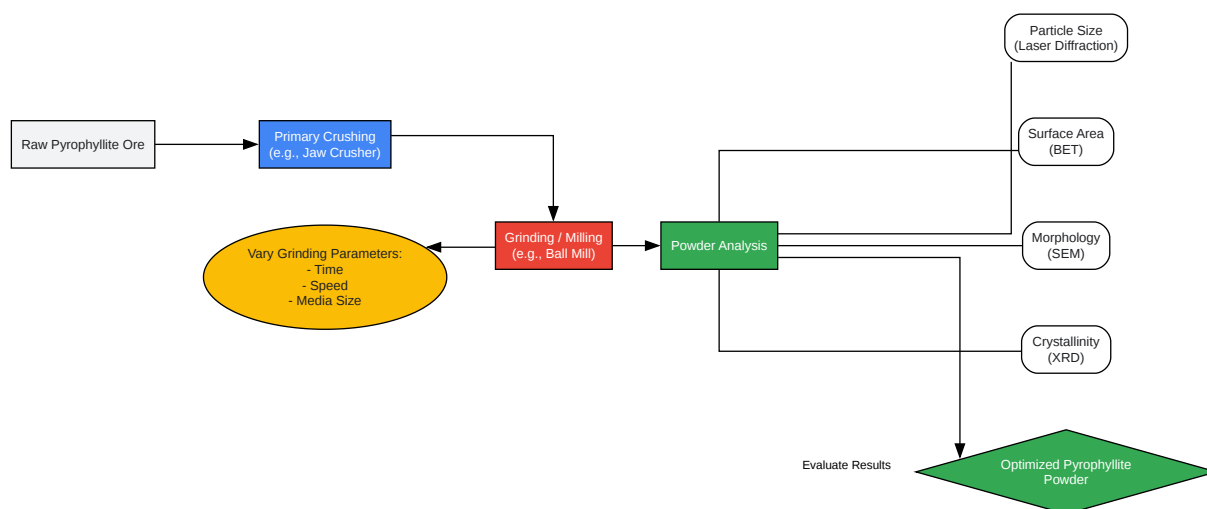 Raw Pyrophyllite Ore
Primary Crushing
(e.g., Jaw Crusher)
Vary Grinding Parameters:
- Time
- Speed
- Media Size
Grinding / Milling
(e.g., Ball Mill)
Powder Analysis
Particle Size
(Laser Diffraction)
Surface Area
(BET)
Morphology
(SEM)
Crystallinity
(XRD)
Evaluate Results
Optimized Pyrophyllite
Powder